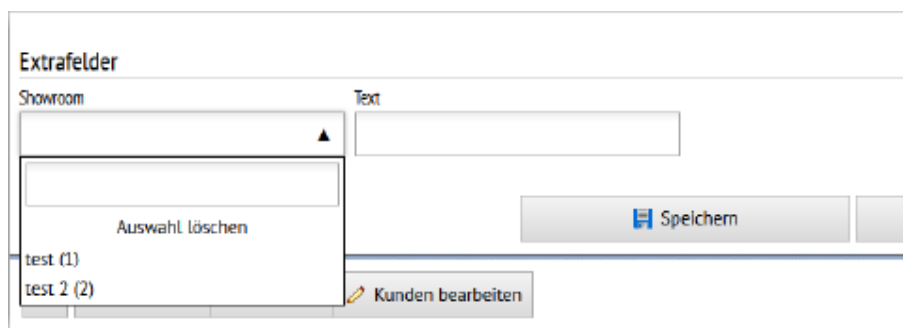 Extrafelder
Showroom Text
▲
Auswahl löschen
Speichern
test (1)
test 2 (2)
Kunden bearbeiten